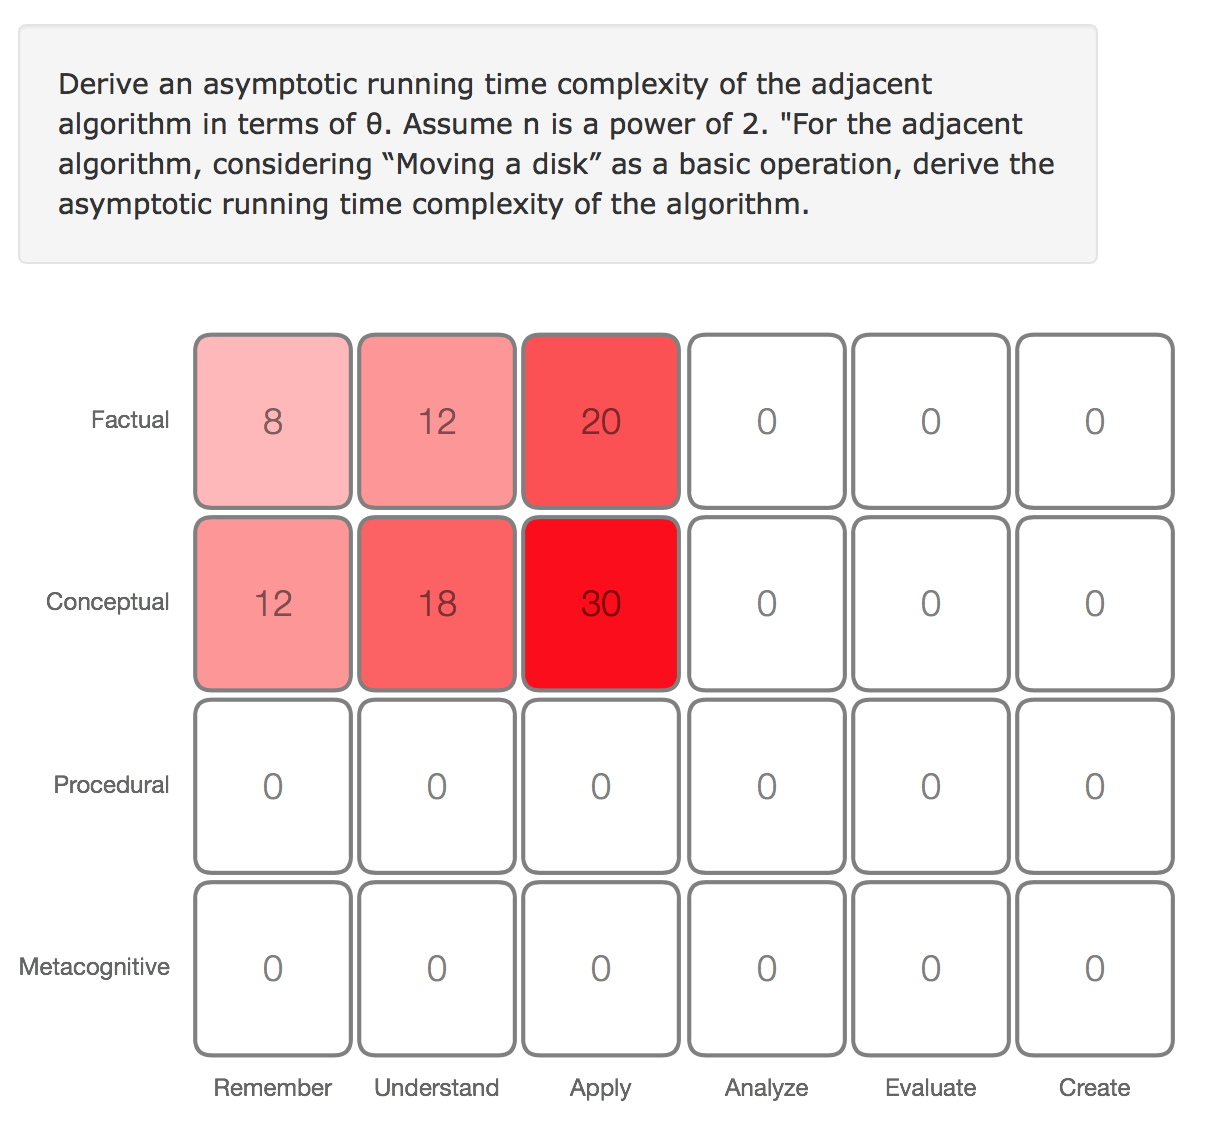 Derive an asymptotic running time complexity of the adjacent
algorithm in terms of θ. Assume n is a power of 2. "For the adjacent
algorithm, considering “Moving a disk” as a basic operation, derive the
asymptotic running time complexity of the algorithm.
Factual 8 12 20 0 0 0
Conceptual 12 18 30 0 0 0
Procedural 0 0 0 0 0 0
Metacognitive 0 0 0 0 0 0
Remember Understand Apply Analyze Evaluate Create